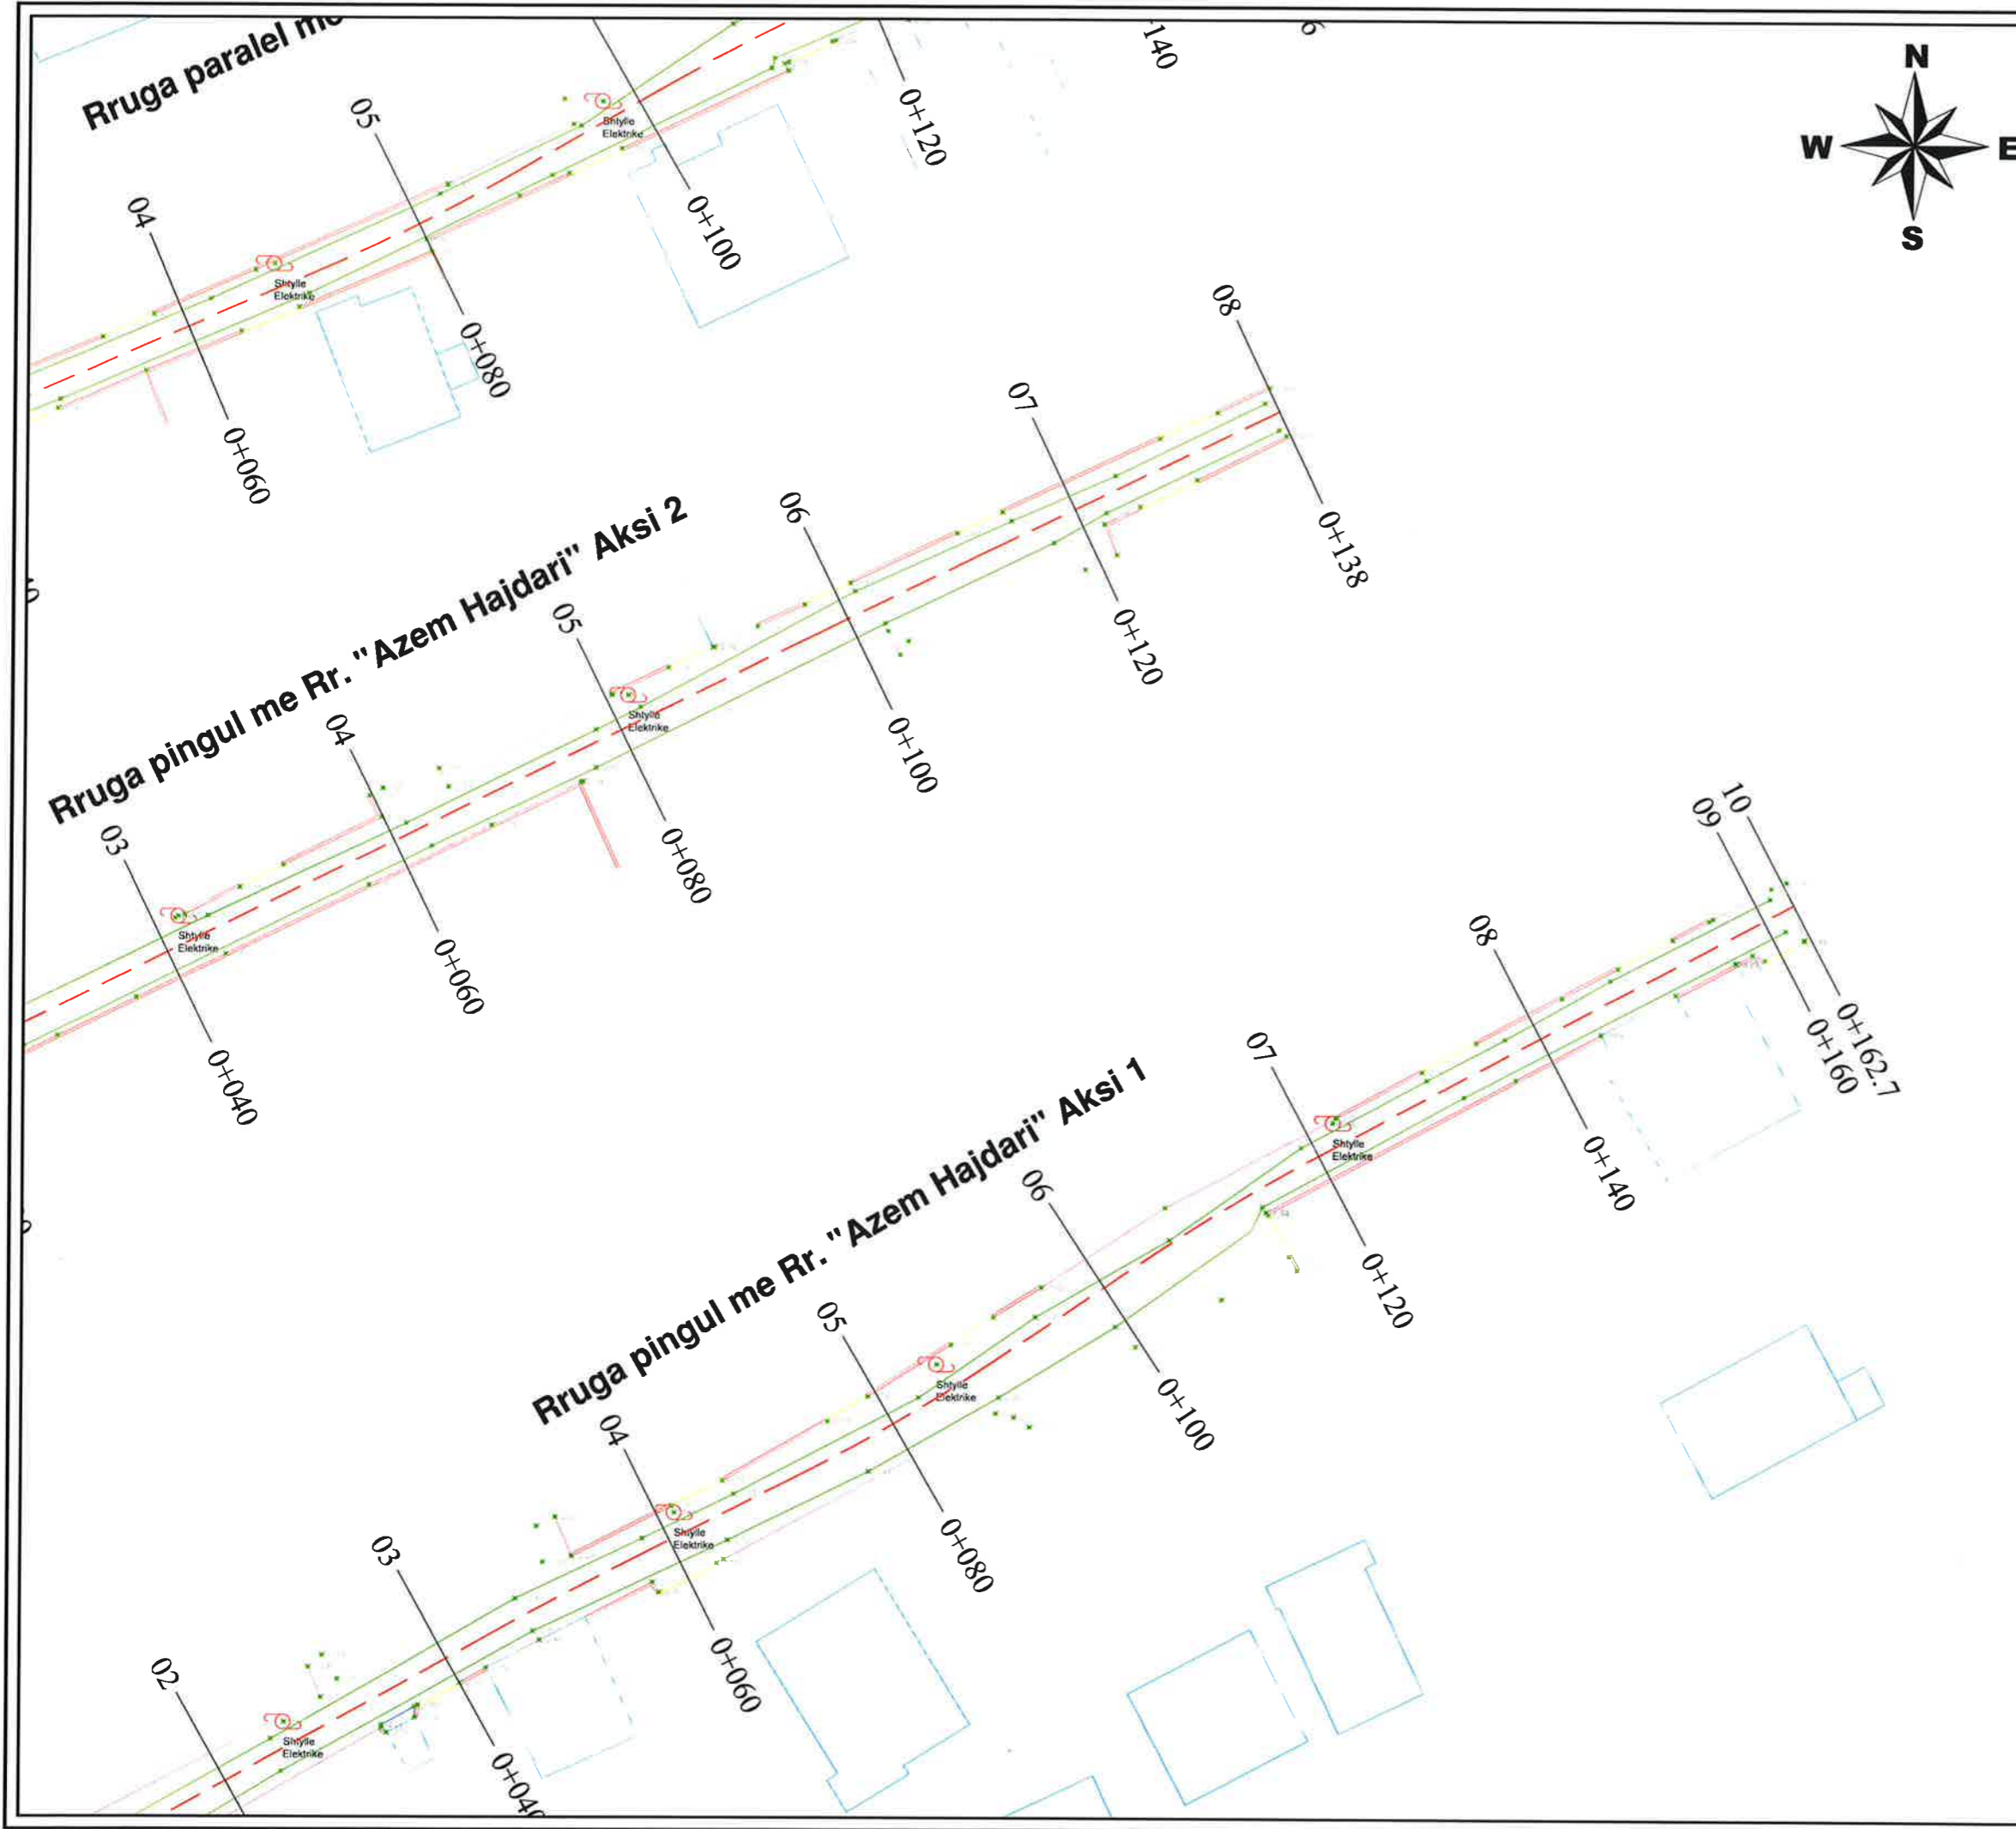 Rruga paralel
140
6
N
W
E
S
05
0+120
Shtylle
Elektrike
04
0+100
Shtylle
Elektrike
0+080
0+060
08
07
0+138
Rruga pingul me Rr. "Azem Hajdari" Aksi 2
06
05
0+120
Shtylle
Elektrike
04
0+100
03
0+080
Shtylle
Elektrike
0+060
0+040
10
09
08
0+162.7
0+160
07
Shtylle
Elektrike
0+140
Rruga pingul me Rr. "Azem Hajdari" Aksi 1
06
0+120
05
Shtylle
Elektrike
0+100
04
Shtylle
Elektrike
0+080
03
0+060
02
Shtylle
Elektrike
0+040